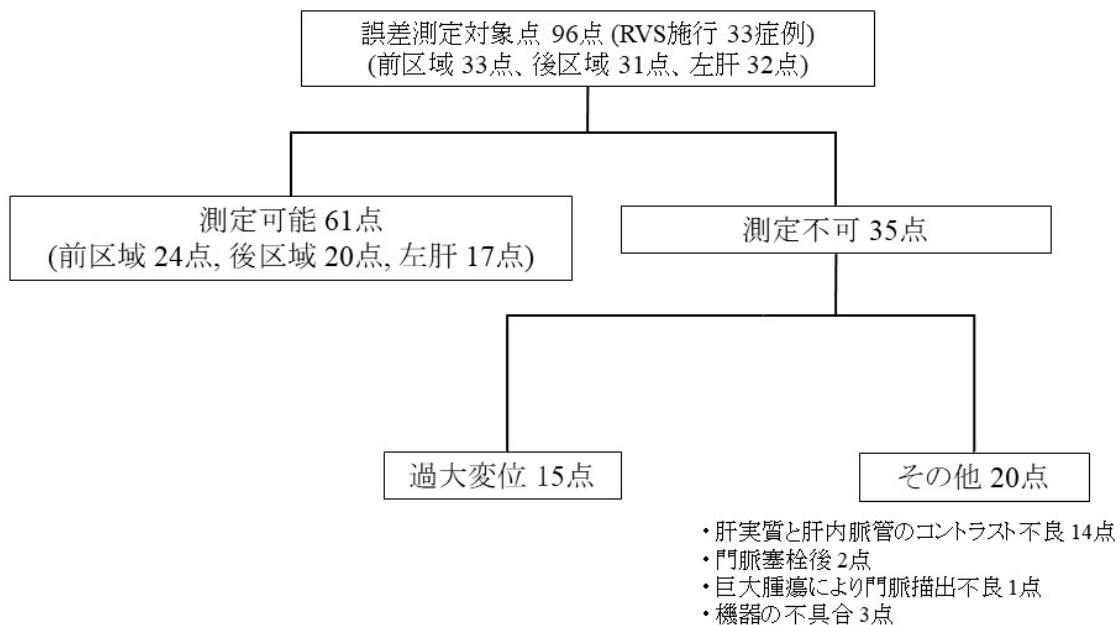 誤差測定対象点 96点 (RVS施行 33症例)
(前区域 33点、後区域 31点、左肝 32点)
測定可能 61点
(前区域 24点, 後区域 20点, 左肝 17点)
測定不可 35点
過大変位 15点
その他 20点
・肝実質と肝内脈管のコントラスト不良 14点
・門脈塞栓後 2点
・巨大腫瘍により門脈描出不良 1点
・機器の不具合 3点